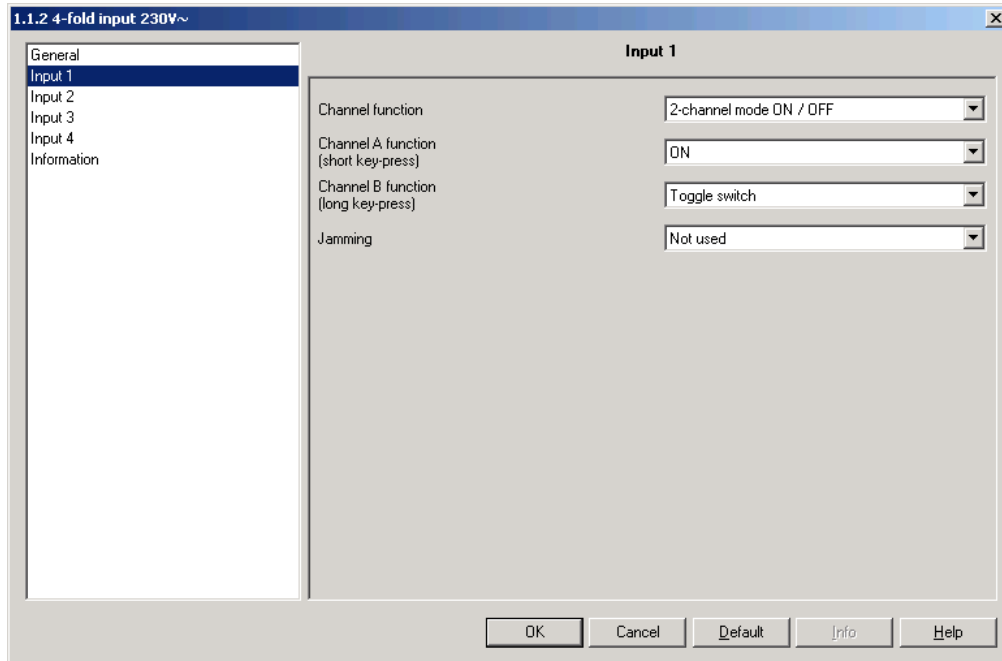 1.1.2 4-fold input 230V~
General
Input 1
Input 2
Input 3
Input 4
Information
Input 1
Channel function
2-channel mode ON / OFF
Channel A function
(short key-press)
ON
Channel B function
(long key-press)
Toggle switch
Jamming
Not used
OK
Cancel
Default
Info
Help